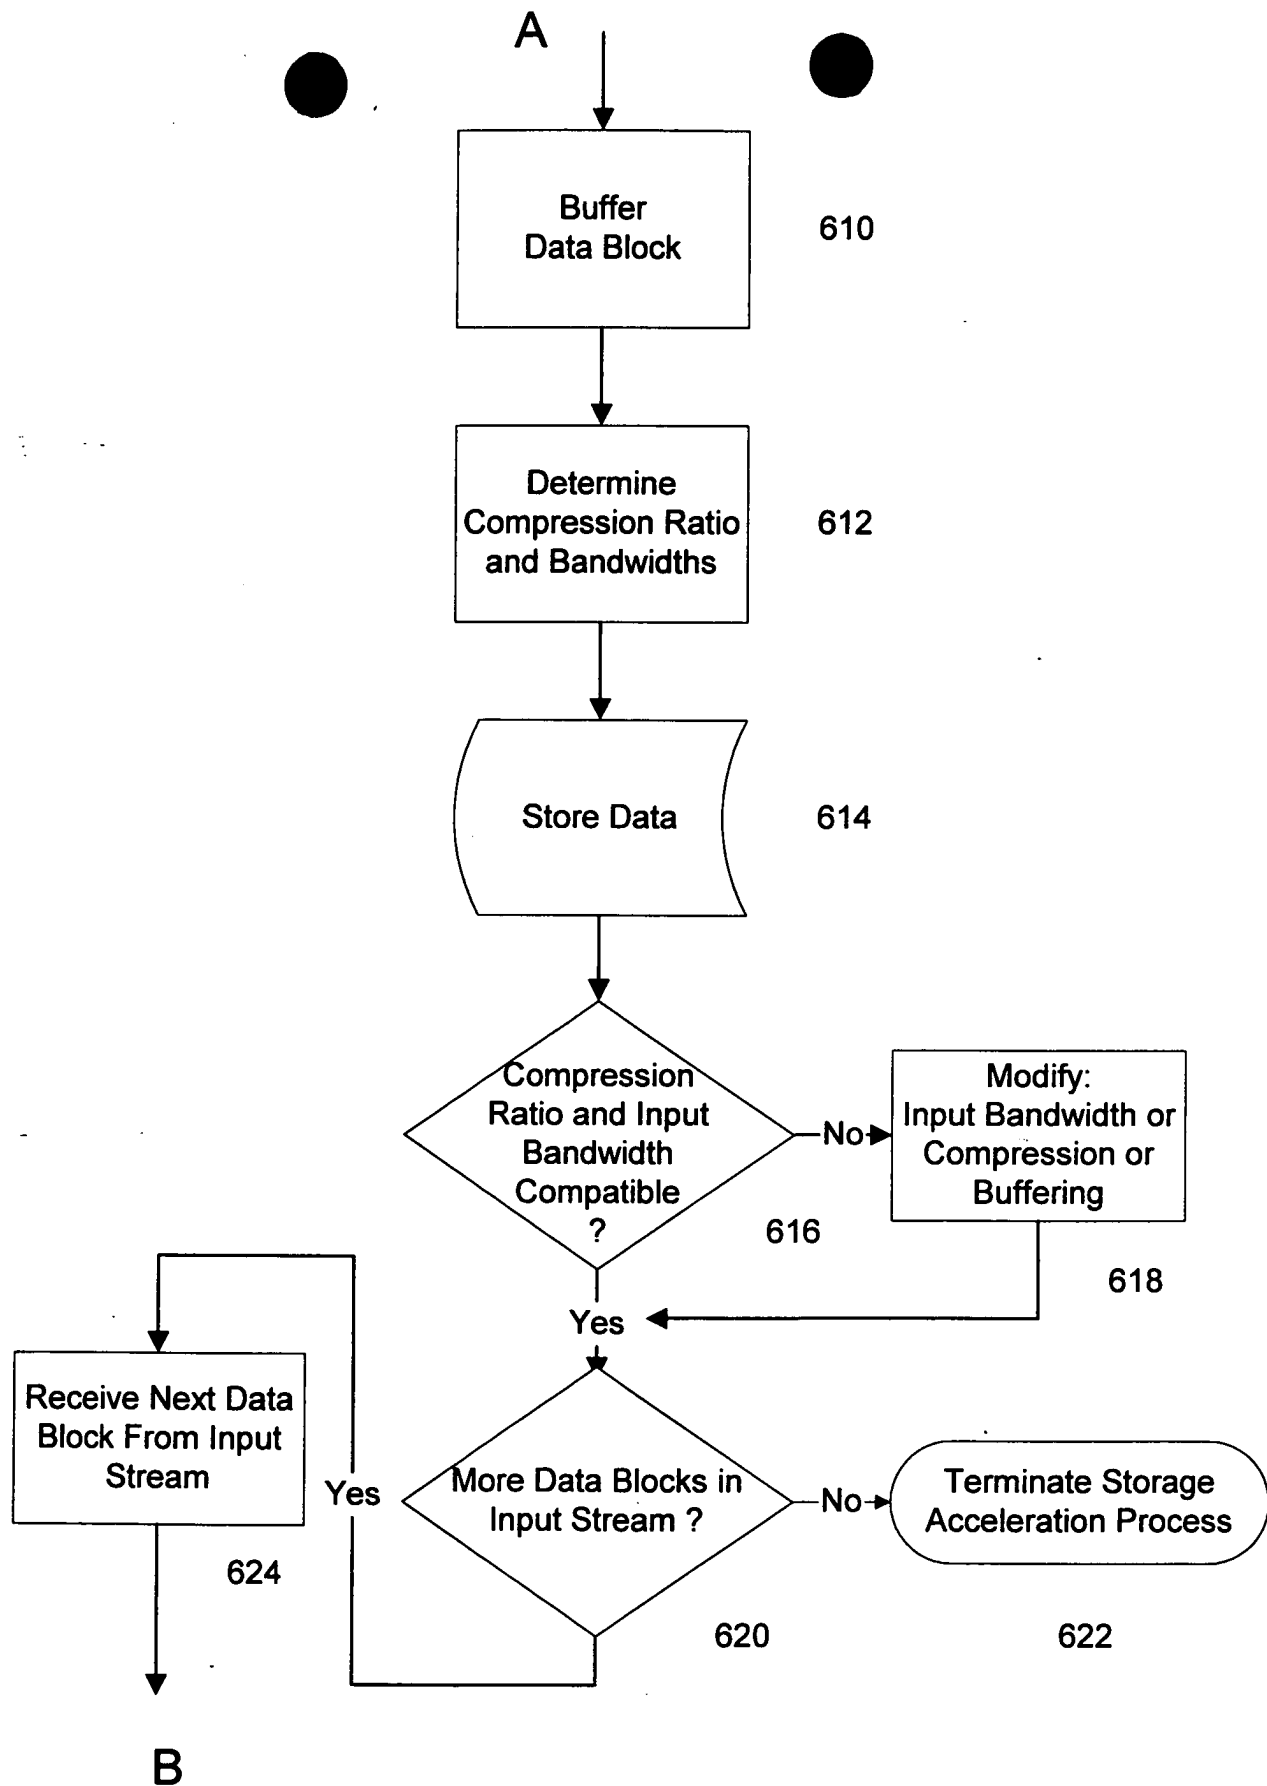 A
Buffer
Data Block
610
Determine
Compression Ratio
and Bandwidths
612
Store Data
614
Compression
Ratio and Input
Bandwidth
Compatible
?
616
No
Modify:
Input Bandwidth or
Compression or
Buffering
618
Yes
Receive Next Data
Block From Input
Stream
624
Yes
More Data Blocks in
Input Stream ?
620
No
Terminate Storage
Acceleration Process
622
B